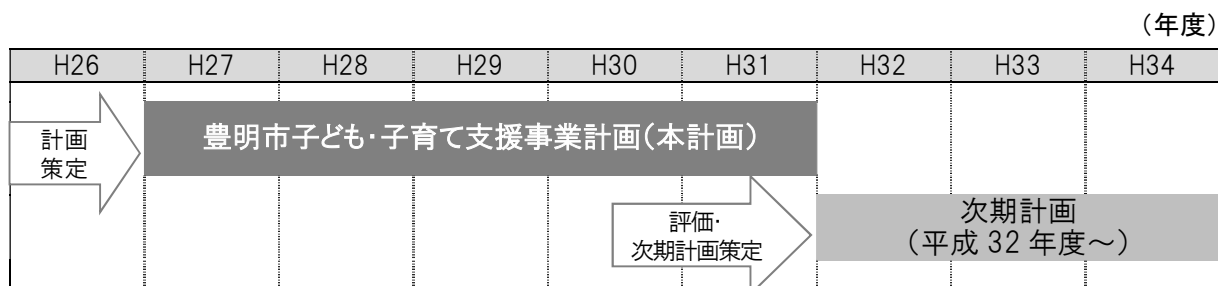 （年度）
H26 H27 H28 H29 H30 H31 H32 H33 H34
計画
策定
豊明市子ども・子育て支援事業計画（本計画）
評価・
次期計画策定
次期計画
（平成 32 年度～）